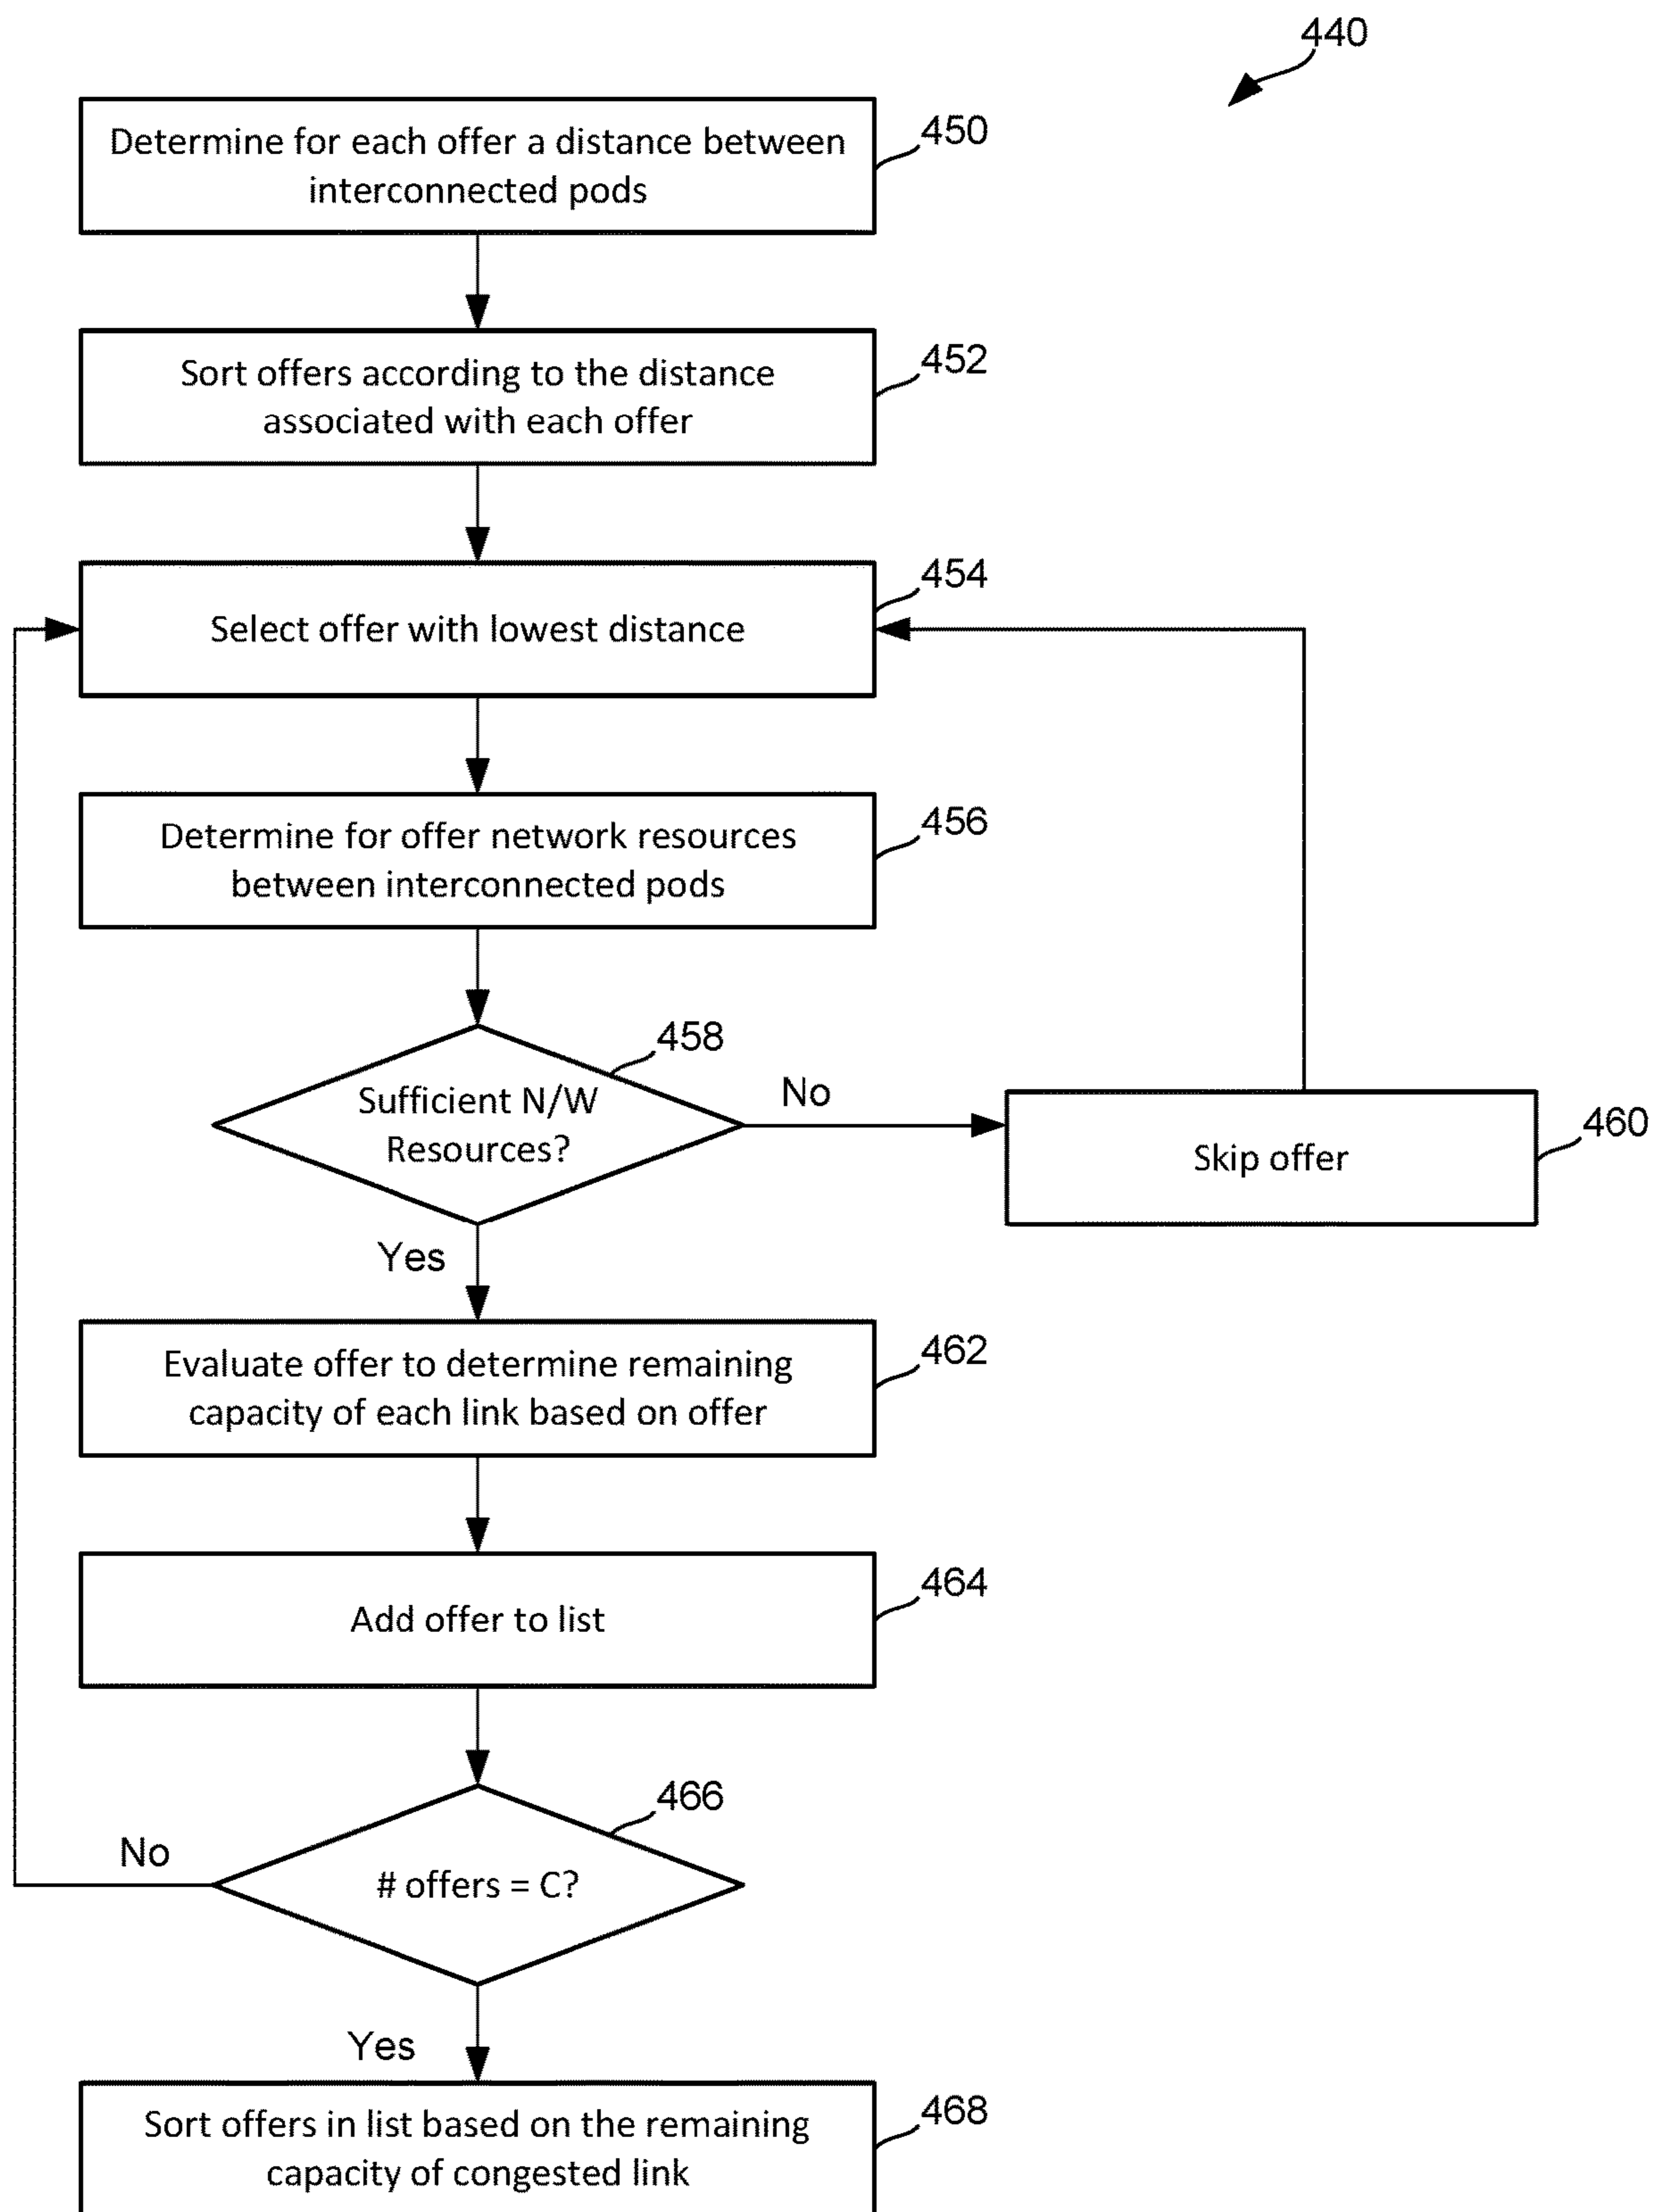 440
Determine for each offer a distance between
interconnected pods
450
Sort offers according to the distance
associated with each offer
452
Select offer with lowest distance
454
Determine for offer network resources
between interconnected pods
456
Sufficient N/W
Resources?
458
No
Skip offer
460
Yes
Evaluate offer to determine remaining
capacity of each link based on offer
462
Add offer to list
464
# offers = C?
466
No
Yes
Sort offers in list based on the remaining
capacity of congested link
468